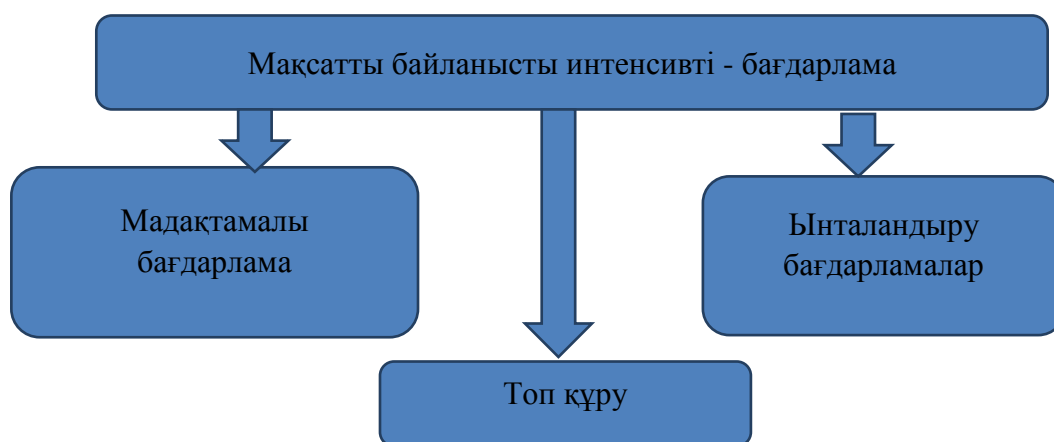 Мақсатты байланысты интенсивті - бағдарлама
Мадақтамалы
бағдарлама
Ынталандыру
бағдарламалар
Топ құру